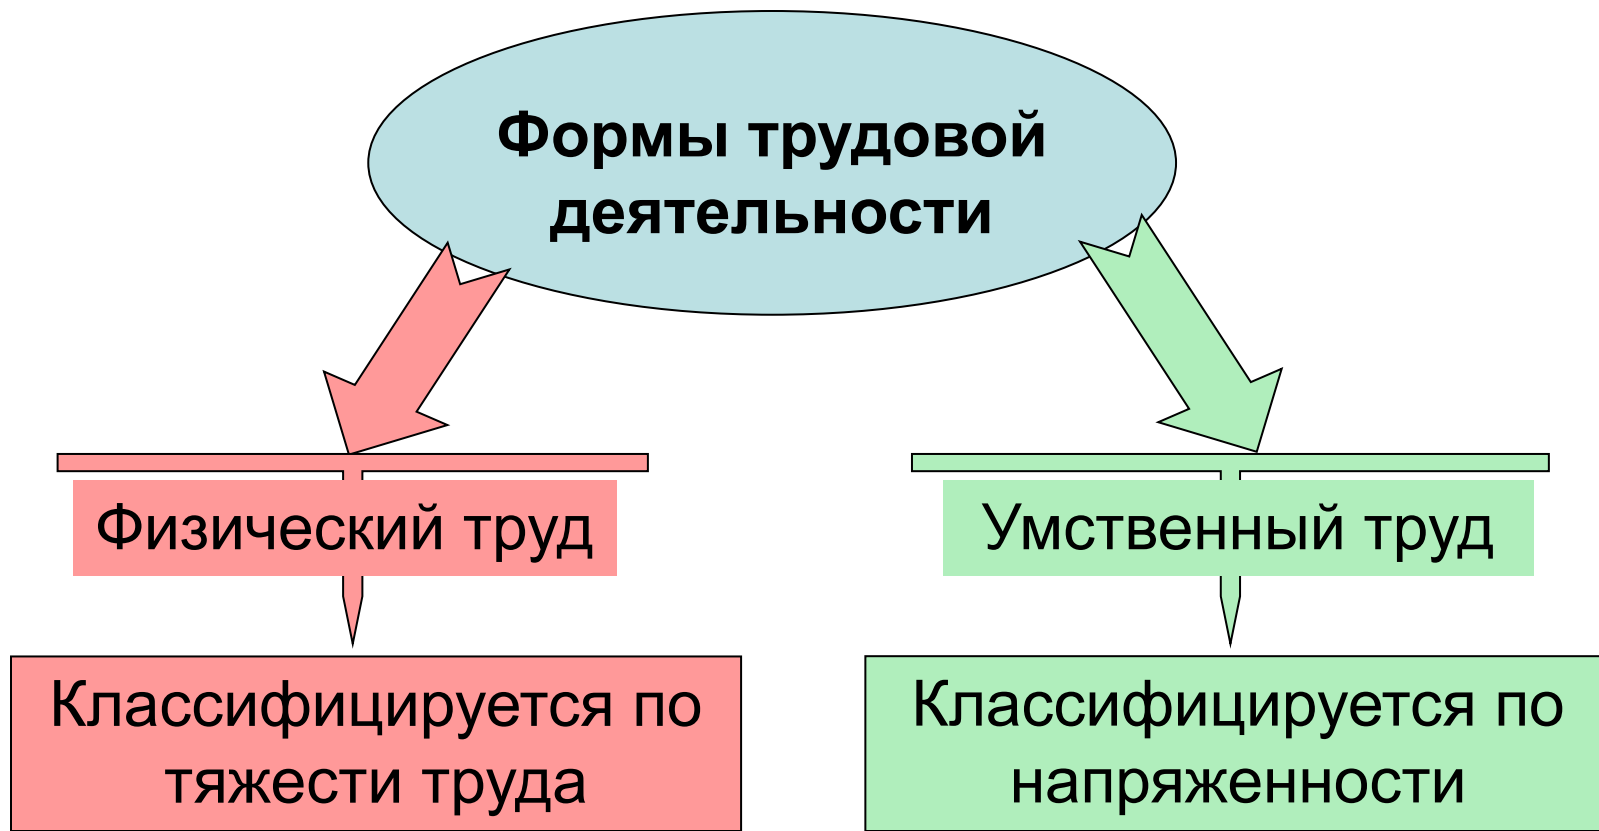 Формы трудовой
деятельности
Физический труд
Умственный труд
Классифицируется по
тяжести труда
Классифицируется по
напряженности